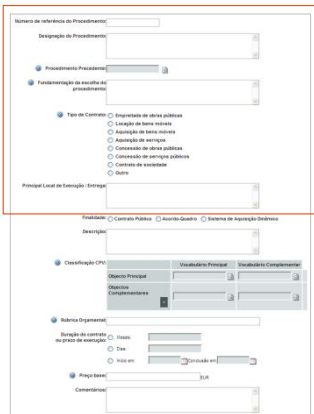 Número de referência do Procedimento:
Designação do Procedimento:
Procedimento Precedente:
Fundamentação da escolha do
procedimento:
Tipo de Contrato:
Empreitada de obras públicas
Locação de bens móveis
Aquisição de bens móveis
Aquisição de serviços
Concessão de obras públicas
Concessão de serviços públicos
Contrato de sociedade
Outro
Principal Local de Execução / Entrega:
Finalidade: Contrato Público Acordo-Quadro Sistema de Aquisição Dinâmico
Descrição:
Classificação CPV:
Vocabulário Principal Vocabulário Complementar
Objecto Principal
Objectos
Complementares
Rúbrica Orçamental:
Duração do contrato
ou prazo de execução:
Meses:
Dias:
Início em: Conclusão em:
Preço base: EUR
Comentários: